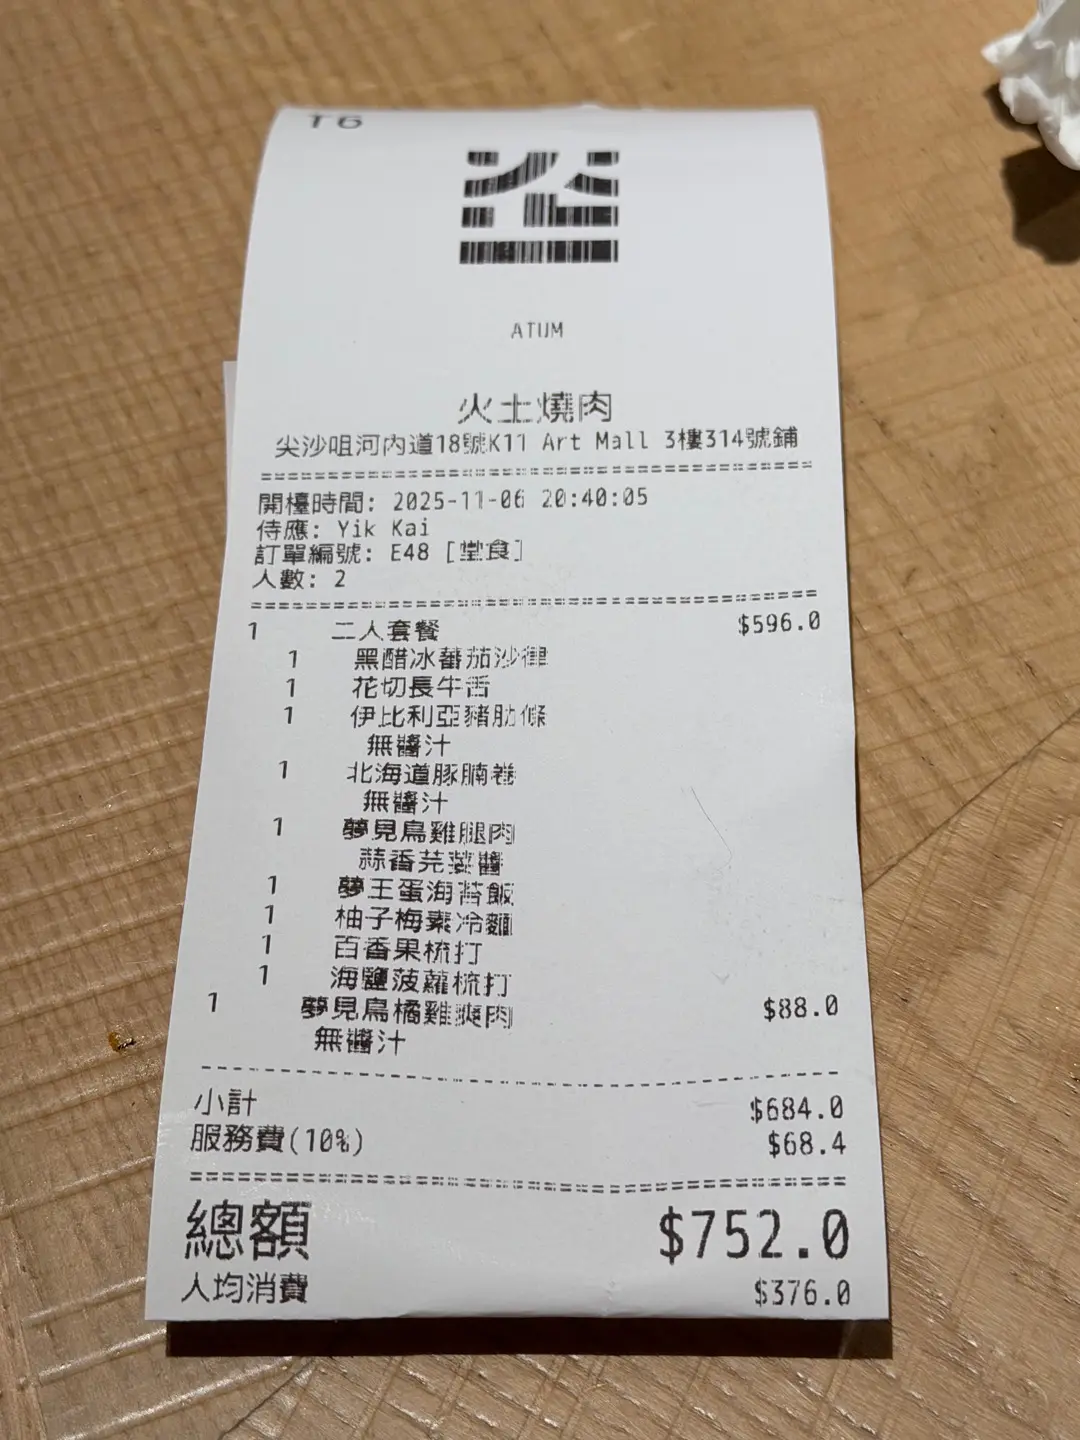 T6
ATUM
火土燒肉
尖沙咀河內道18號K11 Art Mall 3樓314號鋪
開檯時間: 2025-11-06 20:40:05
侍應: Yik Kai
訂單編號: E48 [堂食]
人數: 2
1 二人套餐 $596.0
1 黑醋冰蕃茄沙律
1 花切長牛舌
1 伊比利亞豬肋條
無醬汁
1 北海道豚腩卷
無醬汁
1 夢見鳥雞腿肉
蒜香芫荽醬
1 夢王蛋海苔飯
1 柚子梅素冷麵
1 百香果梳打
1 海鹽菠蘿梳打
1 夢見鳥橘雞爽肉 $88.0
無醬汁
小計 $684.0
服務費(10%) $68.4
總額 $752.0
人均消費 $376.0